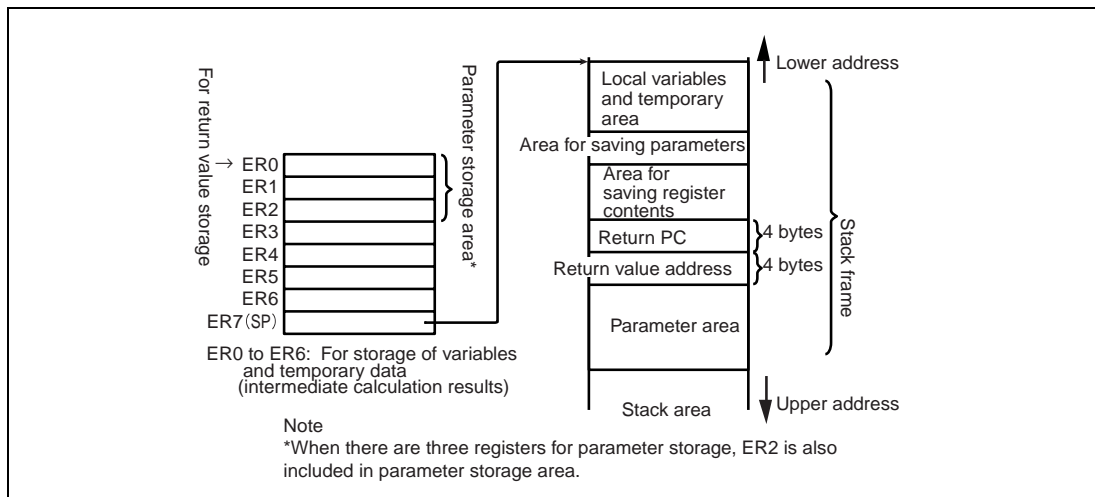 For return value storage
→ ER0
ER1
ER2
ER3
ER4
ER5
ER6
ER7(SP)
Parameter storage area*
ER0 to ER6: For storage of variables
and temporary data
(intermediate calculation results)
Lower address
Local variables
and temporary
area
Area for saving parameters
Area for
saving register
contents
Return PC
4 bytes
Return value address
4 bytes
Parameter area
Stack frame
Stack area
Upper address
Note
*When there are three registers for parameter storage, ER2 is also
included in parameter storage area.